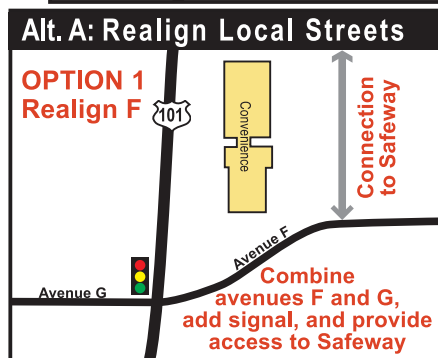 Alt. A: Realign Local Streets
OPTION 1
Realign F
101
Convenience
Connection
to Safeway
Avenue F
Avenue G
Combine
avenues F and G,
add signal, and provide
access to Safeway